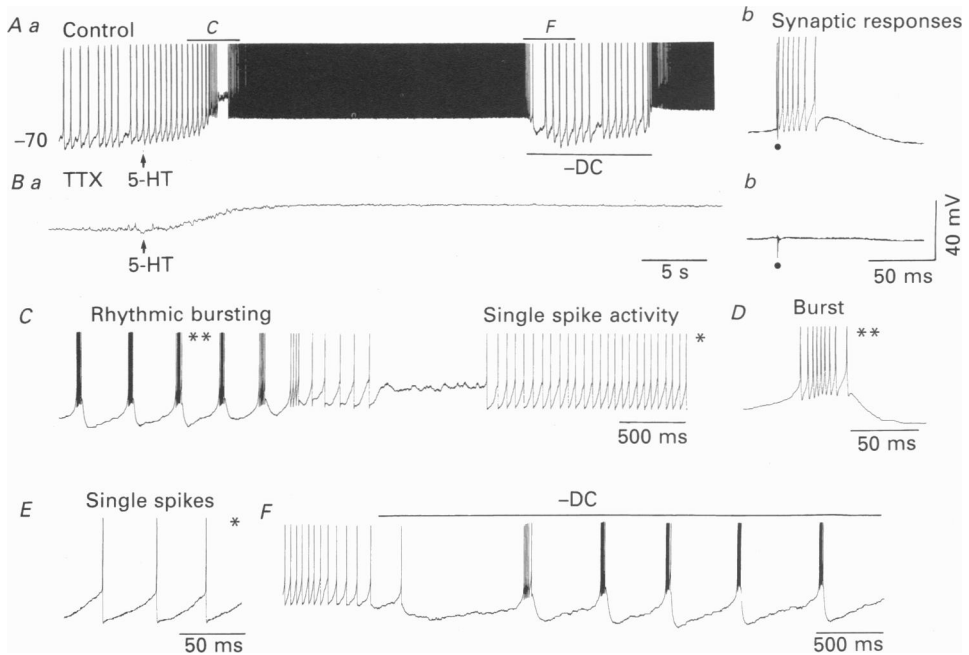 A a Control C F b Synaptic responses
-70
-DC
5-HT
B a TTX b
5-HT
5 s
50 ms
40 mV
C Rhythmic bursting ** Single spike activity * D Burst **
500 ms
50 ms
E Single spikes * F -DC
50 ms
500 ms